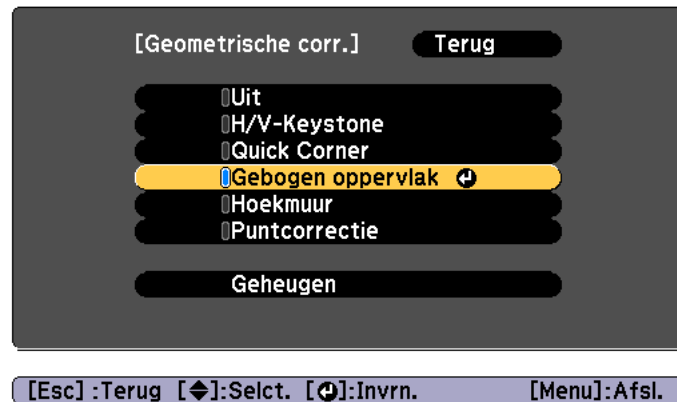 [Geometrische corr.] Terug
Uit
H/V-Keystone
Quick Corner
Gebogen oppervlak
Hoekmuur
Puntcorrectie
Geheugen
[Esc] :Terug [◆]:Selct. [↵]:Invrn. [Menu]:Afsl.